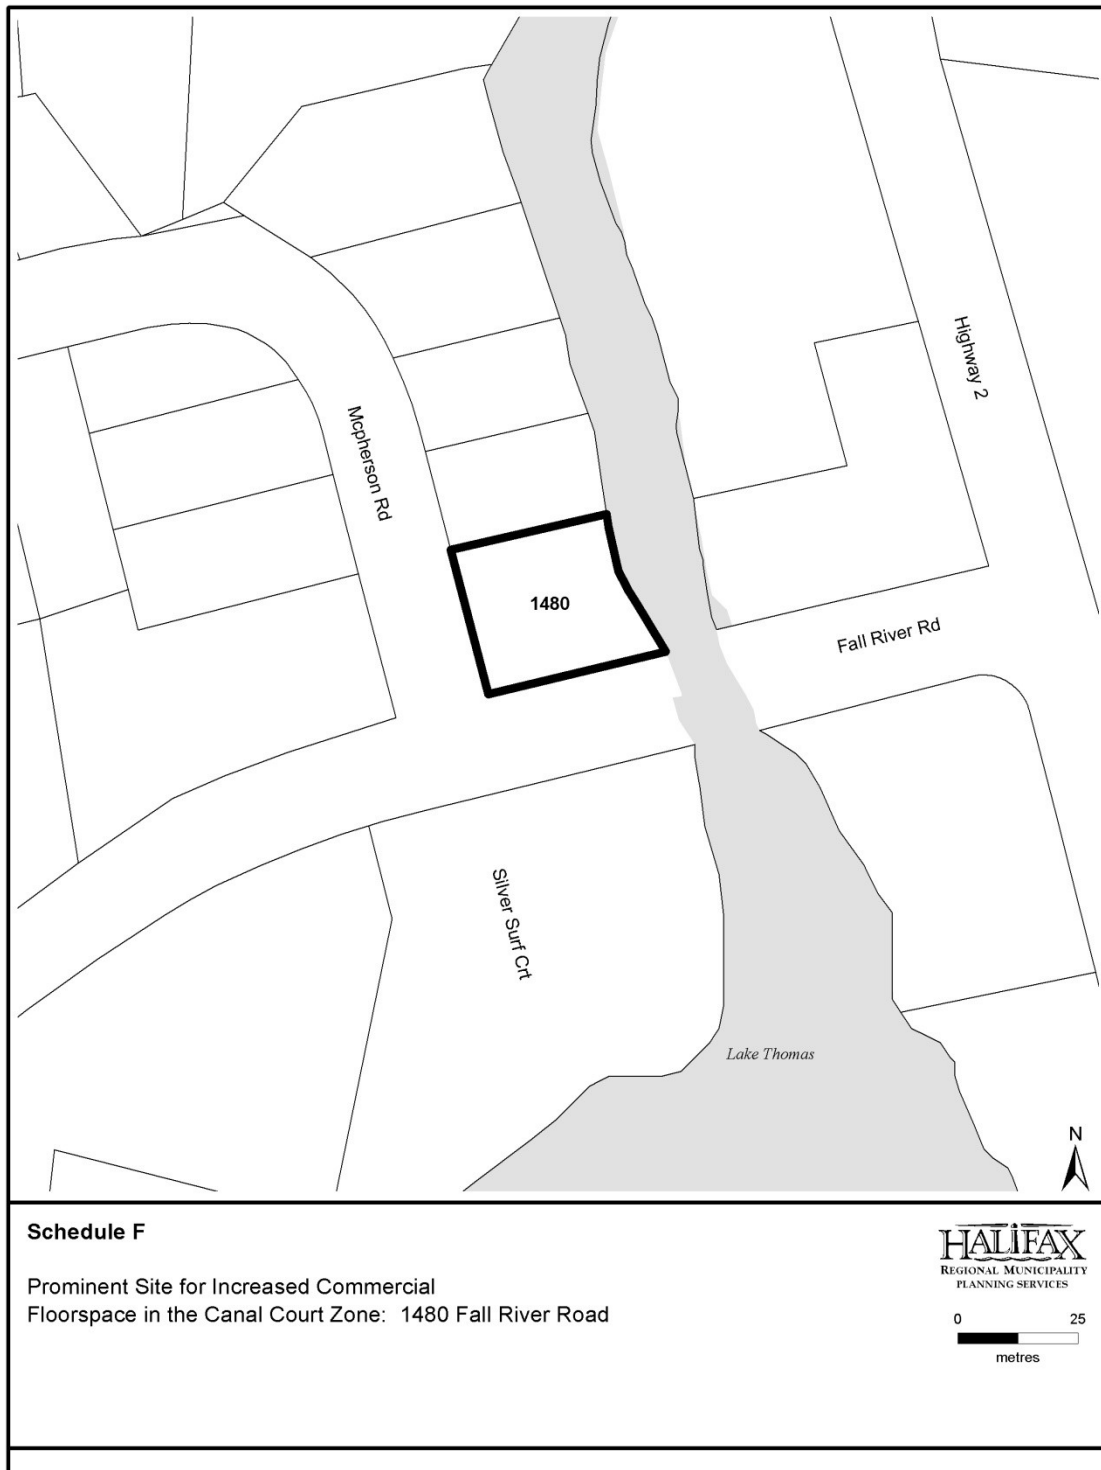 Highway 2
Mcpherson Rd
1480
Fall River Rd
Silver Surf Crt
Lake Thomas
N
Schedule F
Prominent Site for Increased Commercial
Floorspace in the Canal Court Zone: 1480 Fall River Road
HALIFAX
REGIONAL MUNICIPALITY
PLANNING SERVICES
0 25
metres